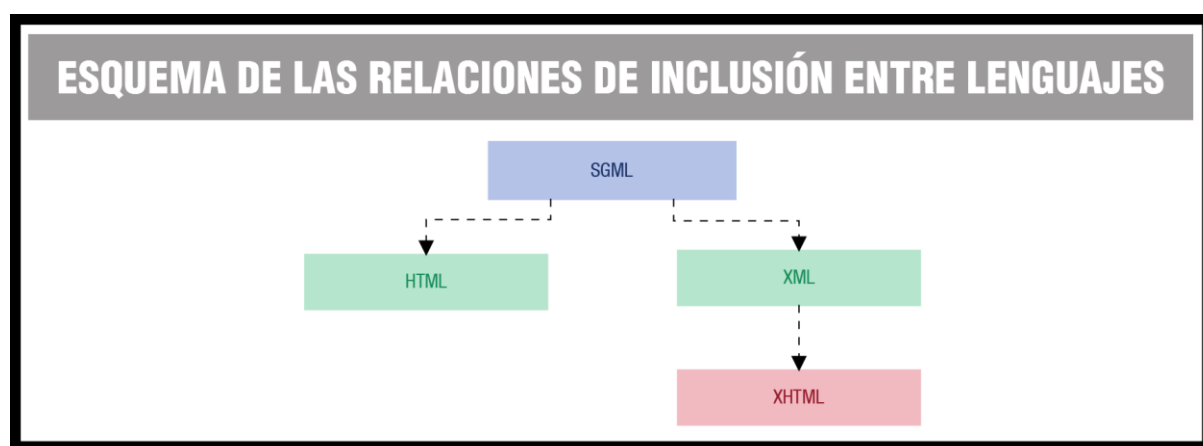 ESQUEMA DE LAS RELACIONES DE INCLUSIÓN ENTRE LENGUAJES
SGML
HTML
XML
XHTML